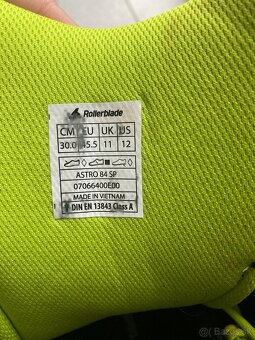 Rollerblade
CM EU UK US
30.0 45.5 11 12
ASTRO 84 SP
07066400E00
MADE IN VIETNAM
DIN EN 13843 Class A